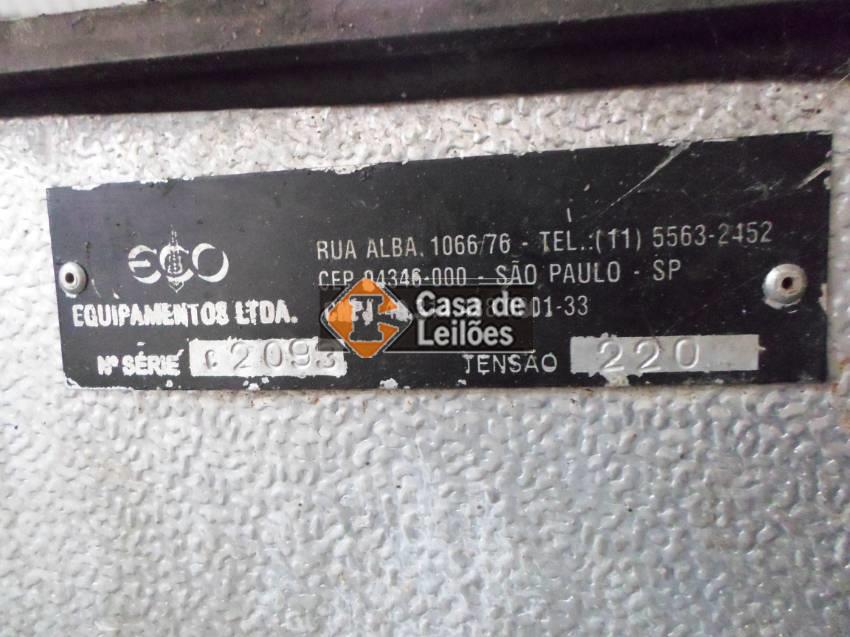 ECO
EQUIPAMENTOS LTDA.
RUA ALBA, 1066/76 - TEL.:(11) 5563-2452
CEP 04346-000 - SÃO PAULO - SP
01-33
Casa de
Leilões
Nº SÉRIE C2093
TENSÃO 220